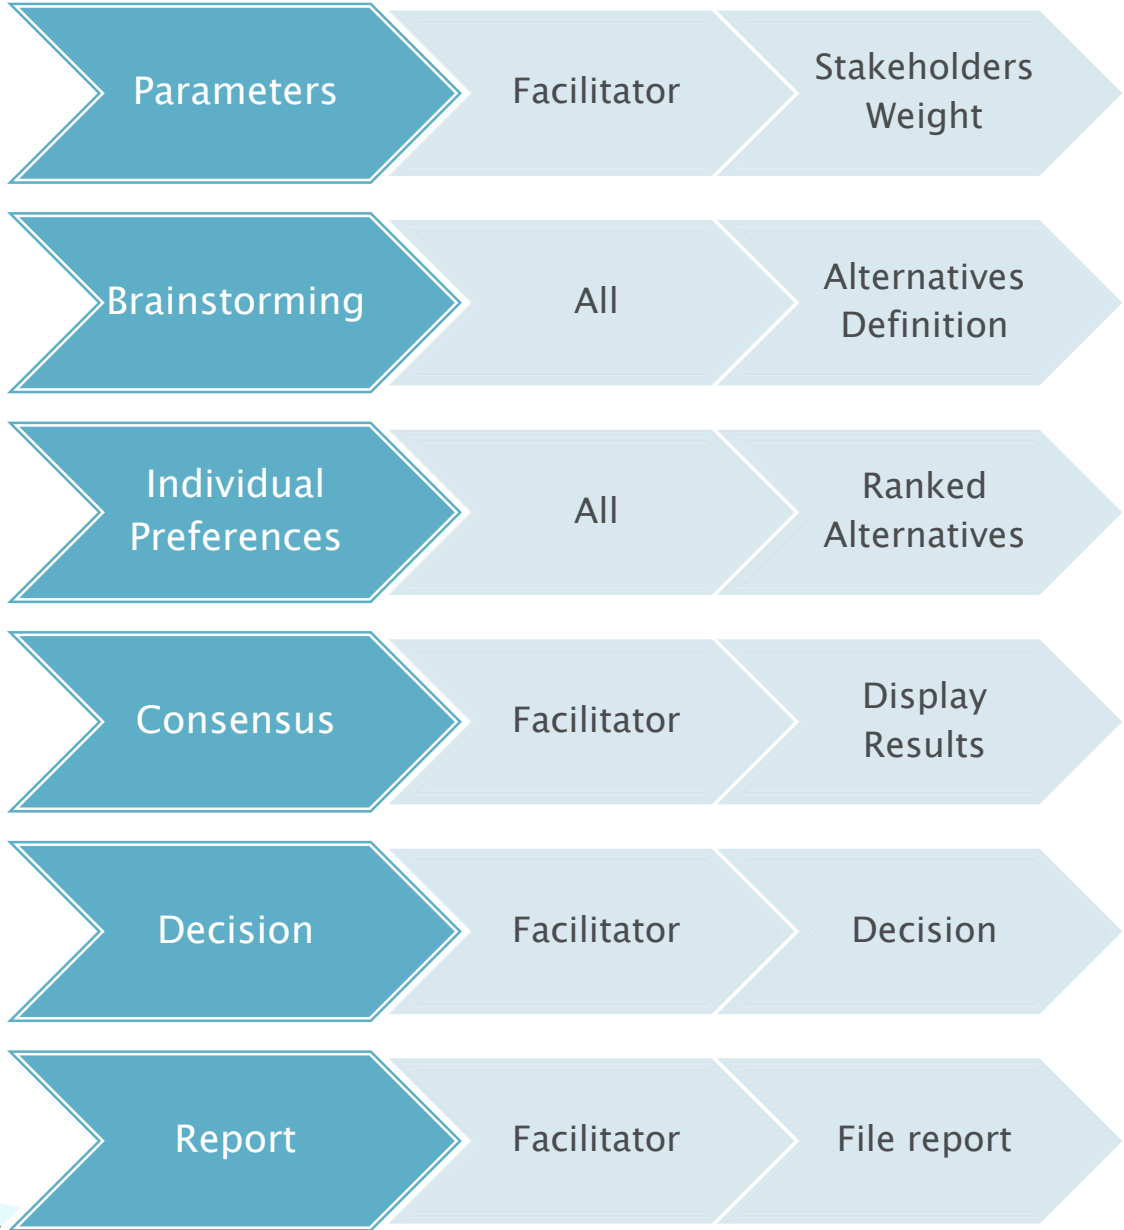 Parameters
Facilitator
Stakeholders
Weight
Brainstorming
All
Alternatives
Definition
Individual
Preferences
All
Ranked
Alternatives
Consensus
Facilitator
Display
Results
Decision
Facilitator
Decision
Report
Facilitator
File report